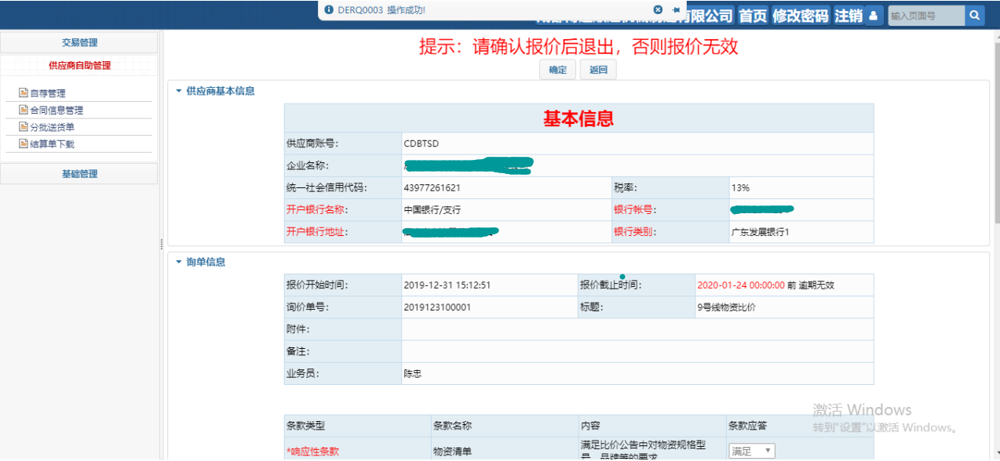 DERQ0003 操作成功!
有限公司 首页 修改密码 注销 输入页面号
交易管理
供应商自助管理
自荐管理
合同信息管理
分批送货单
结算单下载
基础管理
提示：请确认报价后退出，否则报价无效
确定 返回
供应商基本信息
基本信息
供应商账号： CDBTSD
企业名称：
统一社会信用代码： 43977261621 税率： 13%
开户银行名称： 中国银行/支行 银行帐号：
开户银行地址： 银行类别： 广东发展银行1
询单信息
报价开始时间： 2019-12-31 15:12:51 报价截止时间： 2020-01-24 00:00:00 前 逾期无效
询价单号： 2019123100001 标题： 9号线物资比价
附件：
备注：
业务员： 陈忠
条款类型 条款名称 内容 条款应答
*响应性条款 物资清单 满足比价公告中对物资规格型号、品牌等的要求 满足
激活 Windows
转到"设置"以激活 Windows。